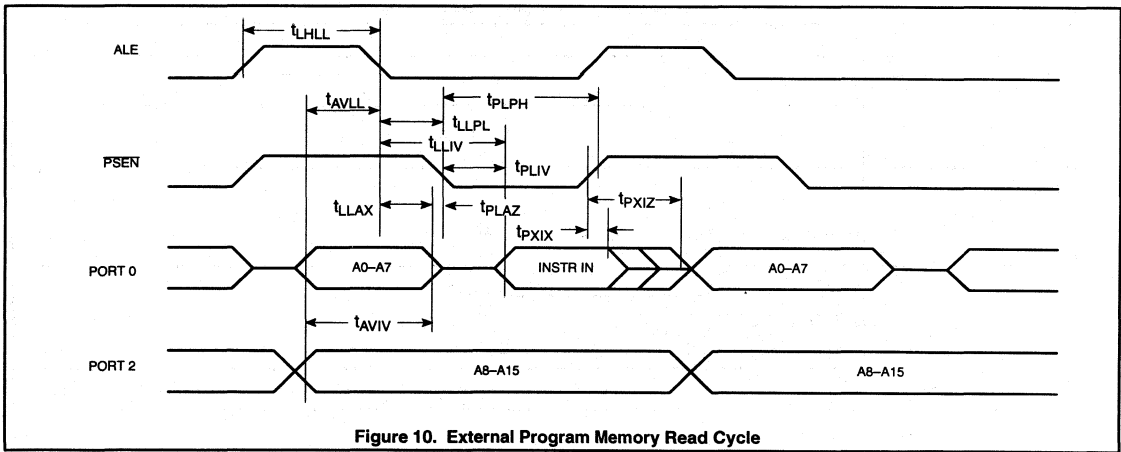 tLHLL
ALE
tAVLL
tPLPH
tLLPL
tLLIV
PSEN
tPLIV
tLLAX
tPLAZ
tPXIZ
tPXIX
PORT 0
A0–A7
INSTR IN
A0–A7
tAVIV
PORT 2
A8–A15
A8–A15
Figure 10. External Program Memory Read Cycle